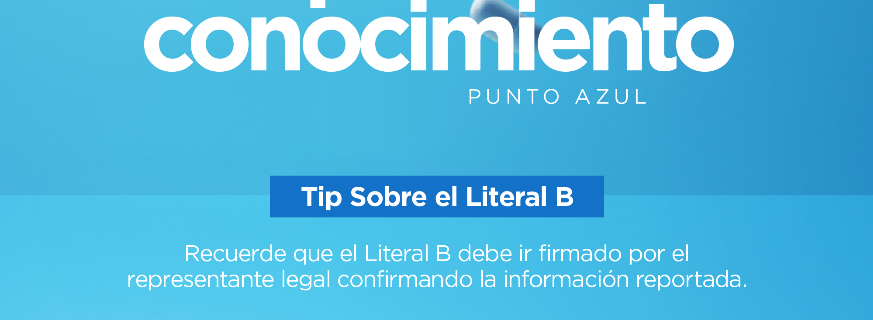 conocimiento
PUNTO AZUL
Tip Sobre el Literal B
Recuerde que el Literal B debe ir firmado por el
representante legal confirmando la información reportada.